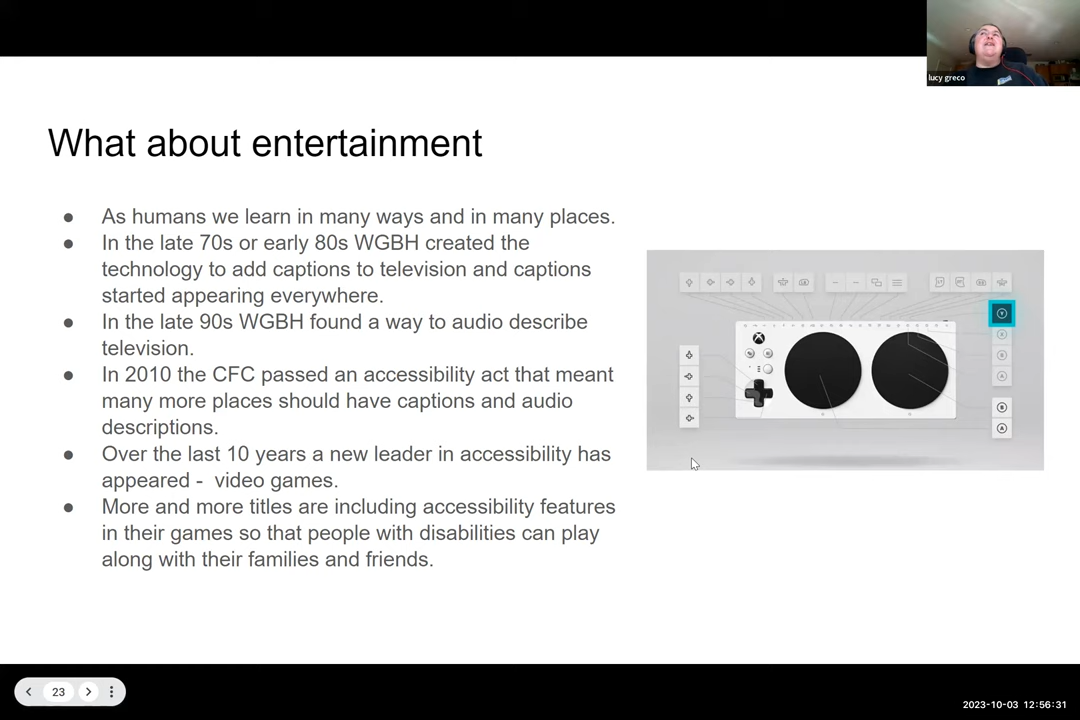 lucy greco
What about entertainment
● As humans we learn in many ways and in many places.
● In the late 70s or early 80s WGBH created the
technology to add captions to television and captions
started appearing everywhere.
● In the late 90s WGBH found a way to audio describe
television.
● In 2010 the CFC passed an accessibility act that meant
many more places should have captions and audio
descriptions.
● Over the last 10 years a new leader in accessibility has
appeared - video games.
● More and more titles are including accessibility features
in their games so that people with disabilities can play
along with their families and friends.
Y
B
A
B
A
23
2023-10-03 12:56:31